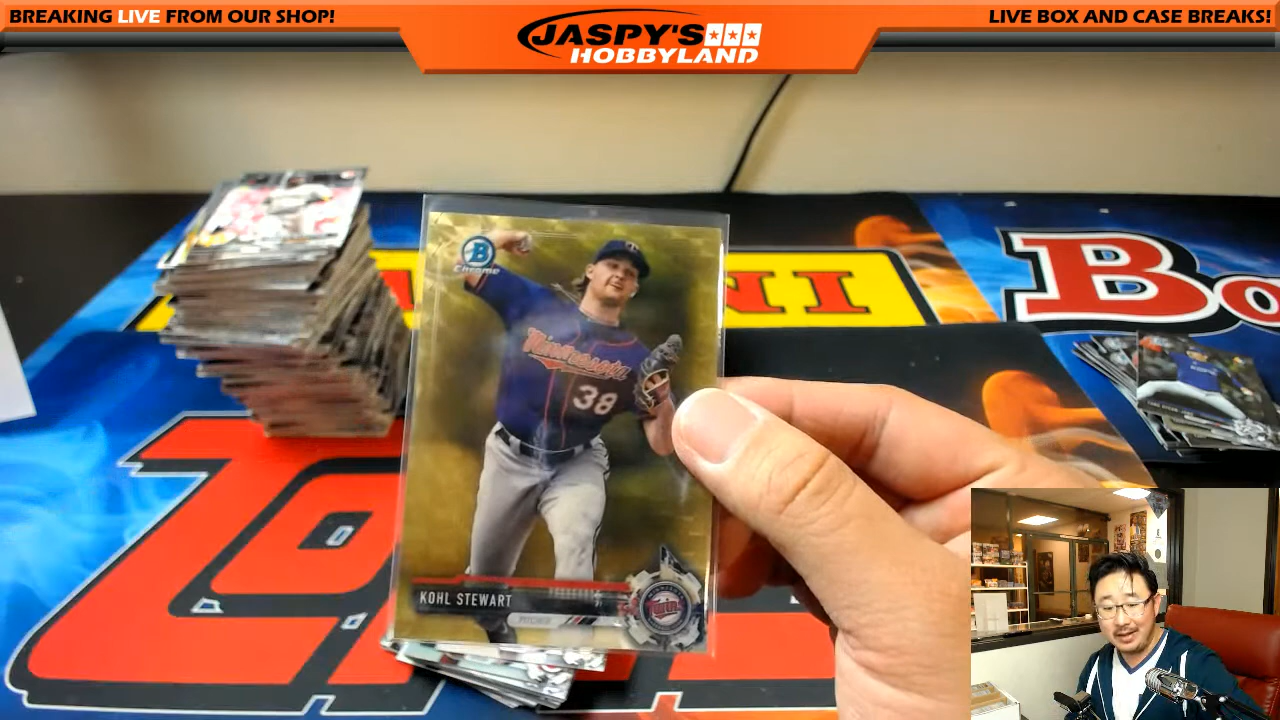 BREAKING LIVE FROM OUR SHOP!
JASPY'S
HOBBYLAND
LIVE BOX AND CASE BREAKS!
B
Chrome
Minnesota
38
KOHL STEWART
PITCHER
Twins
NI
Bo